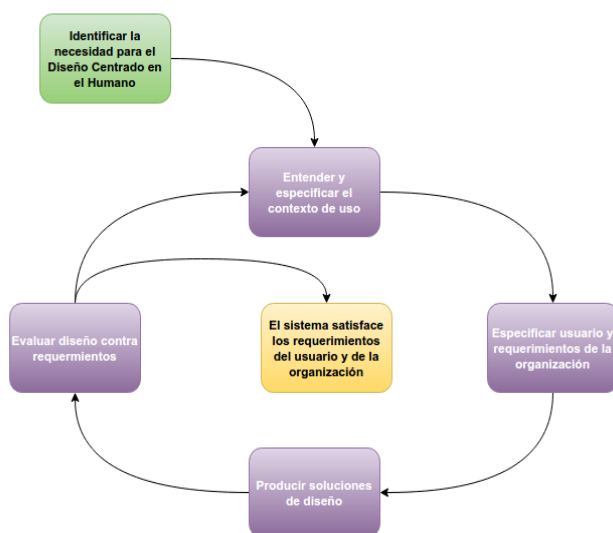 Identificar la
necesidad para el
Diseño Centrado en
el Humano
Entender y
especificar el
contexto de uso
Evaluar diseño contra
requermientos
El sistema satisface
los requerimientos
del usuario y de la
organización
Especificar usuario y
requerimientos de la
organización
Producir soluciones
de diseño